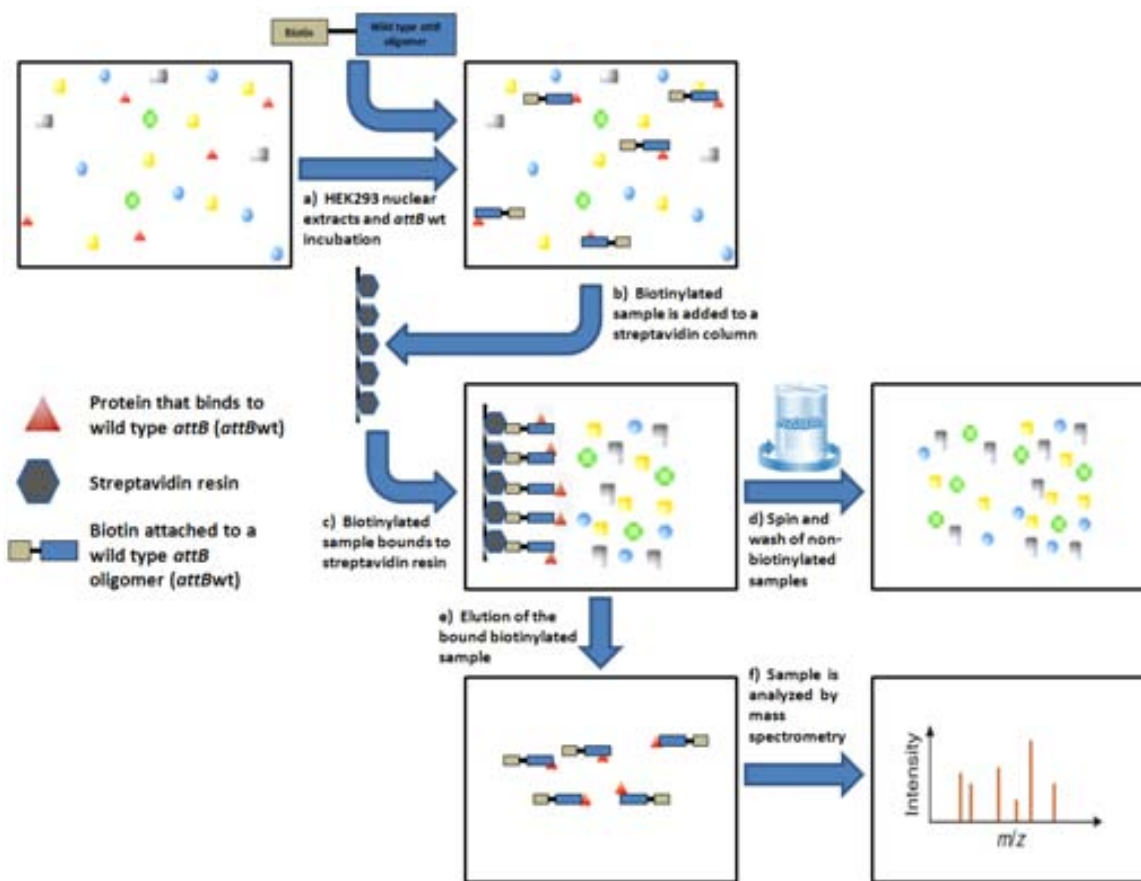 Biotin
Wild type attB
oligomer
a) HEK293 nuclear
extracts and attB wt
incubation
b) Biotinylated
sample is added to a
streptavidin column
Protein that binds to
wild type attB (attBwt)
Streptavidin resin
Biotin attached to a
wild type attB
oligomer (attBwt)
c) Biotinylated
sample bounds to
streptavidin resin
d) Spin and
wash of non-
biotinylated
samples
e) Elution of the
bound biotinylated
sample
f) Sample is
analyzed by
mass
spectrometry
Intensity
m/z